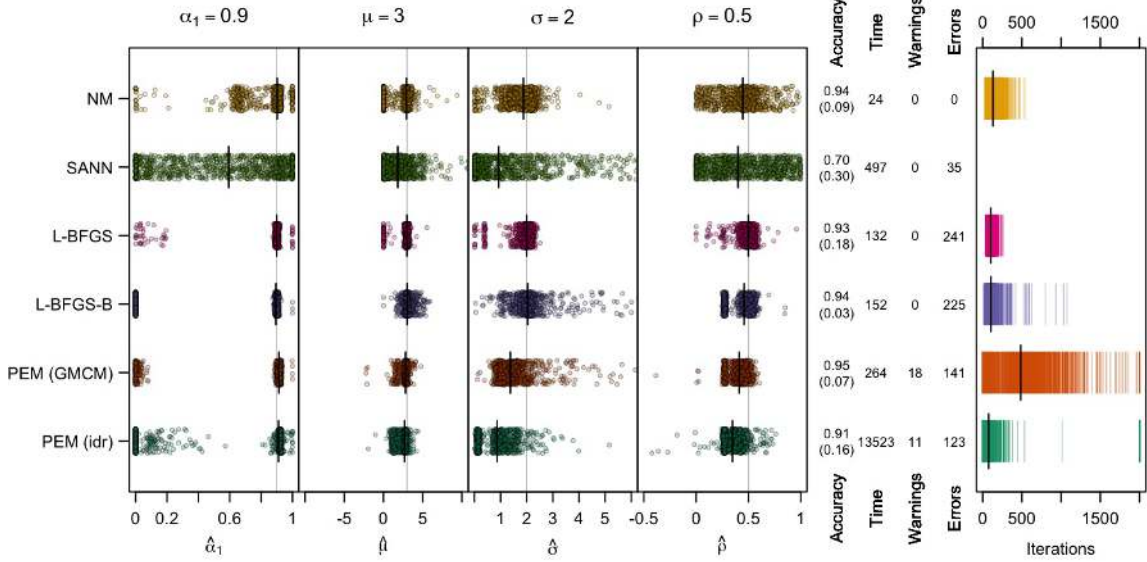 α₁ = 0.9 μ = 3 σ = 2 ρ = 0.5
Accuracy Time Warnings Errors
0 500 1500
NM 0.94 (0.09) 24 0 0
SANN 0.70 (0.30) 497 0 35
L-BFGS 0.93 (0.18) 132 0 241
L-BFGS-B 0.94 (0.03) 152 0 225
PEM (GMCM) 0.95 (0.07) 264 18 141
PEM (idr) 0.91 (0.16) 13523 11 123
Accuracy Time Warnings Errors
0 0.2 0.6 1 -5 0 5 0 1 2 3 4 5 6 -0.5 0 0.5 1 0 500 1500
α̂₁ μ̂ σ̂ ρ̂ Iterations